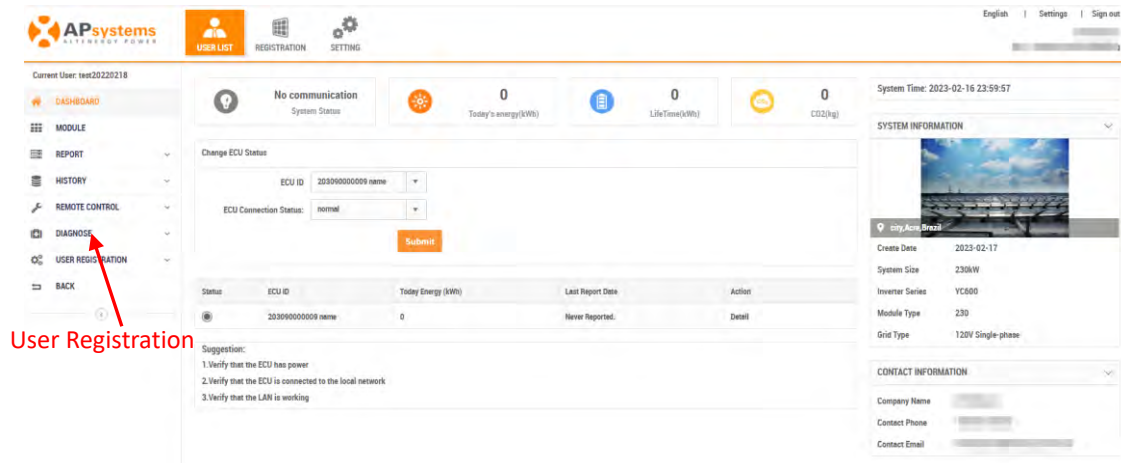 APsystems
ALTENERGY POWER
USER LIST
REGISTRATION
SETTING
English | Settings | Sign out
Current User: test20220218
DASHBOARD
MODULE
REPORT
HISTORY
REMOTE CONTROL
DIAGNOSE
USER REGISTRATION
BACK
User Registration
No communication
System Status
0
Today's energy(kWh)
0
LifeTime(kWh)
0
CO2(kg)
Change ECU Status
ECU ID 203090000009 name
ECU Connection Status: normal
Submit
Status ECU ID Today Energy (kWh) Last Report Date Action
203090000009 name 0 Never Reported. Detail
Suggestion:
1.Verify that the ECU has power
2.Verify that the ECU is connected to the local network
3.Verify that the LAN is working
System Time: 2023-02-16 23:59:57
SYSTEM INFORMATION
city,Acre,Brazil
Create Date 2023-02-17
System Size 230kW
Inverter Series YC600
Module Type 230
Grid Type 120V Single-phase
CONTACT INFORMATION
Company Name
Contact Phone
Contact Email